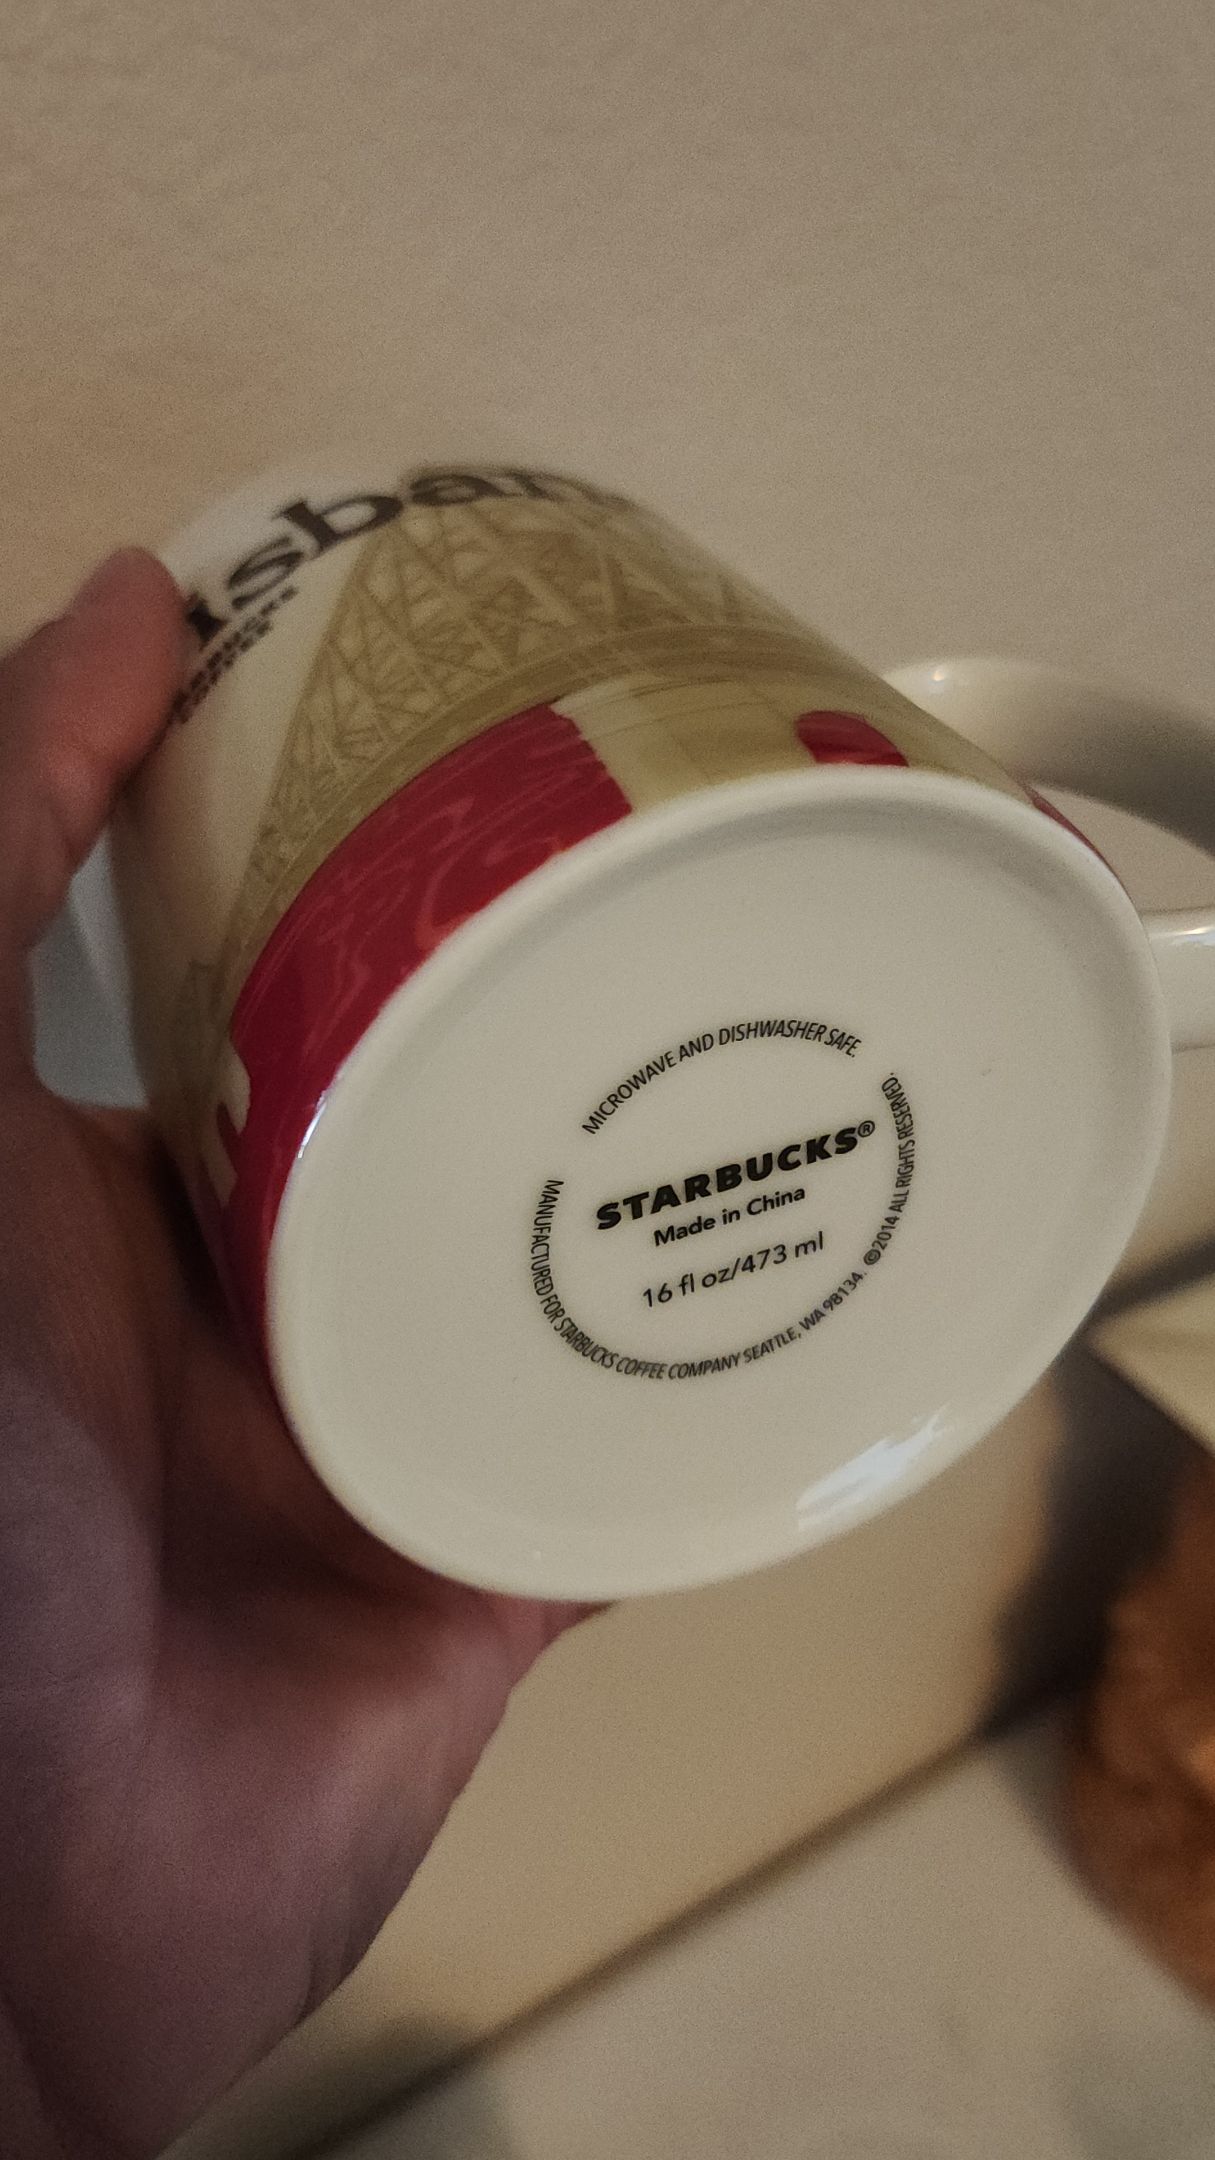 isban
MICROWAVE AND DISHWASHER SAFE.
STARBUCKS®
Made in China
16 fl oz/473 ml
MANUFACTURED FOR STARBUCKS COFFEE COMPANY SEATTLE, WA 98134. ©2014 ALL RIGHTS RESERVED.